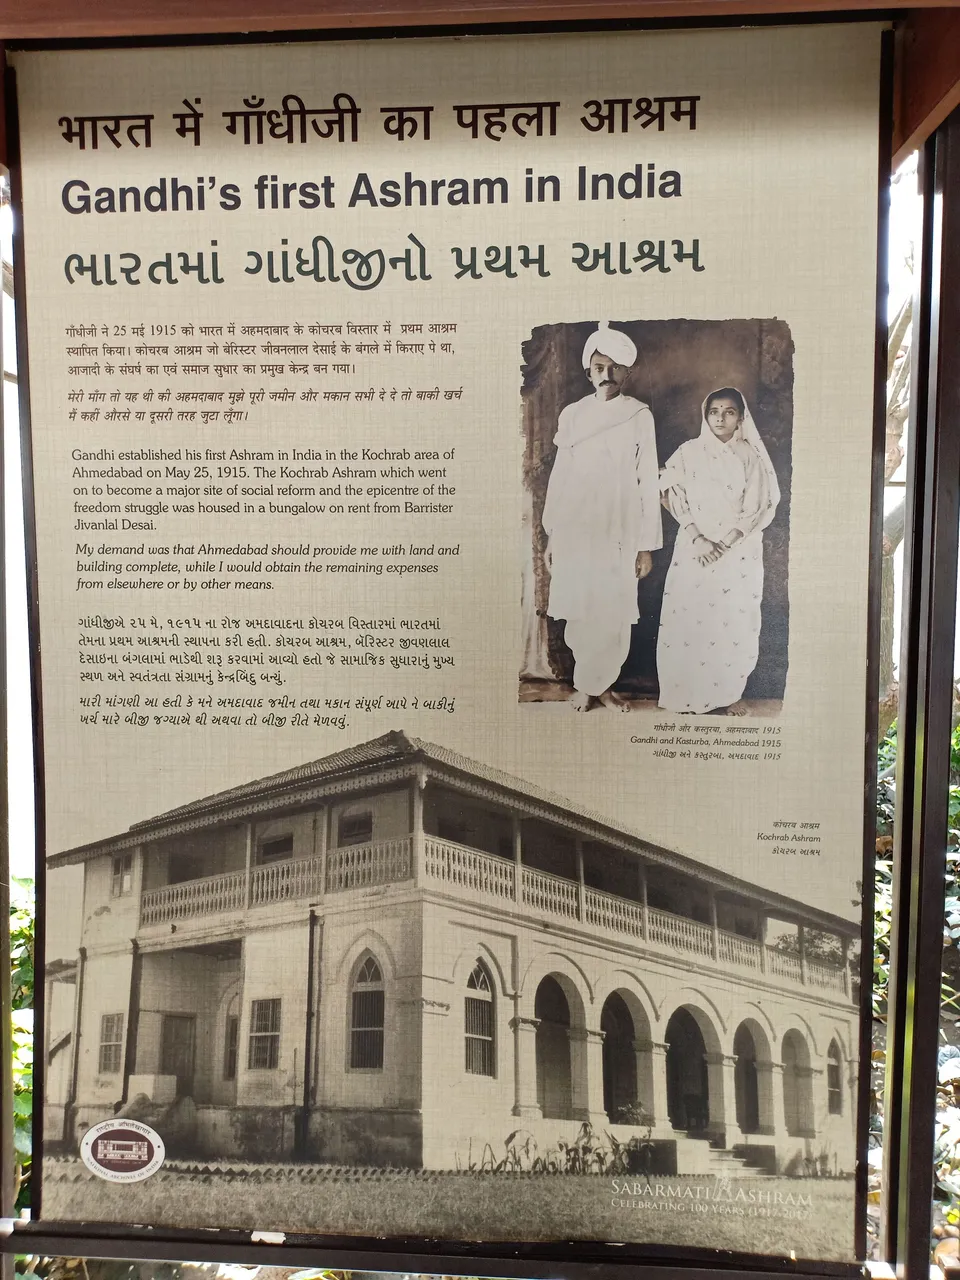 भारत में गाँधीजी का पहला आश्रम
Gandhi's first Ashram in India
ભારતમાં ગાંધીજીનો પ્રથમ આશ્રમ
गाँधीजी ने 25 मई 1915 को भारत में अहमदाबाद के कोचरब विस्तार में प्रथम आश्रम
स्थापित किया। कोचरब आश्रम जो बेरिस्टर जीवनलाल देसाई के बंगले में किराए पे था,
आजादी के संघर्ष का एवं समाज सुधार का प्रमुख केन्द्र बन गया।
मेरी माँग तो यह थी की अहमदाबाद मुझे पूरी जमीन और मकान सभी दे दे तो बाकी खर्च
मैं कहीं औरसे या दूसरी तरह जुटा लूँगा।
Gandhi established his first Ashram in India in the Kochrab area of
Ahmedabad on May 25, 1915. The Kochrab Ashram which went
on to become a major site of social reform and the epicentre of the
freedom struggle was housed in a bungalow on rent from Barrister
Jivanlal Desai.
My demand was that Ahmedabad should provide me with land and
building complete, while I would obtain the remaining expenses
from elsewhere or by other means.
ગાંધીજીએ ૨૫ મે, ૧૯૧૫ ના રોજ અમદાવાદના કોચરબ વિસ્તારમાં ભારતમાં
તેમના પ્રથમ આશ્રમની સ્થાપના કરી હતી. કોચરબ આશ્રમ, બૅરિસ્ટર જીવણલાલ
દેસાઇના બંગલામાં ભાડેથી શરૂ કરવામાં આવ્યો હતો જે સામાજિક સુધારાનું મુખ્ય
સ્થળ અને સ્વતંત્રતા સંગ્રામનું કેન્દ્રબિંદુ બન્યું.
મારી માંગણી આ હતી કે મને અમદાવાદ જમીન તથા મકાન સંપૂર્ણ આપે ને બાકીનું
ખર્ચ મારે બીજી જગ્યાએ થી અથવા તો બીજી રીતે મેળવવું.
गांधीजी और कस्तुरबा, अहमदाबाद 1915
Gandhi and Kasturba, Ahmedabad 1915
ગાંધીજી અને કસ્તુરબા, અમદાવાદ 1915
कोचरब आश्रम
Kochrab Ashram
કોચરબ આશ્રમ
राष्ट्रीय अभिलेखागार
SABARMATI ASHRAM
CELEBRATING 100 YEARS (1917-2017)